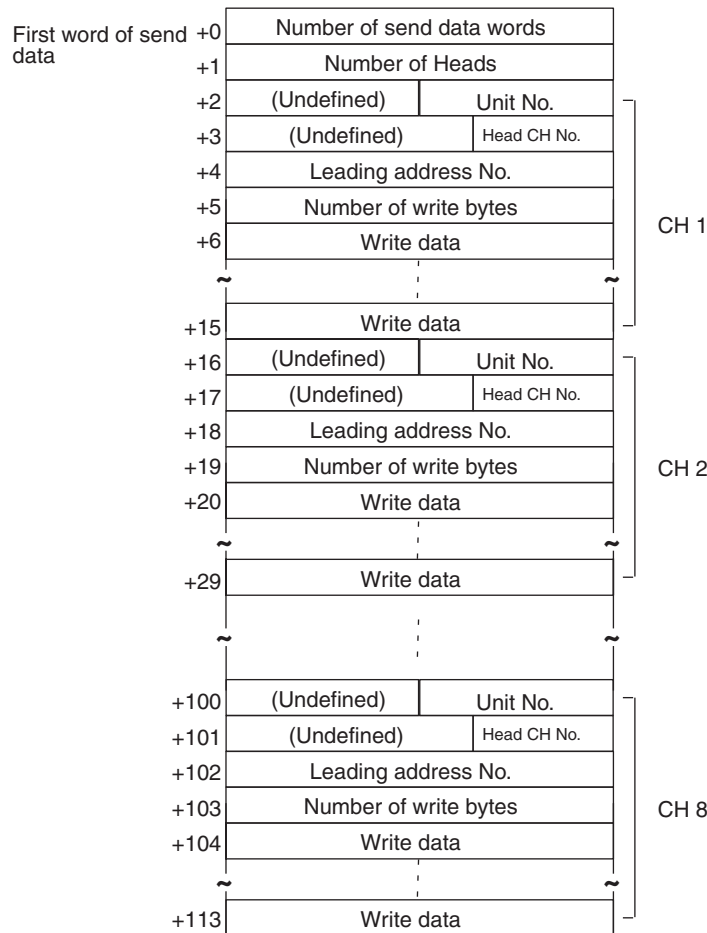 First word of send data
+0 Number of send data words
+1 Number of Heads
+2 (Undefined) Unit No.
+3 (Undefined) Head CH No.
+4 Leading address No.
+5 Number of write bytes
+6 Write data
CH 1
+15 Write data
+16 (Undefined) Unit No.
+17 (Undefined) Head CH No.
+18 Leading address No.
+19 Number of write bytes
+20 Write data
CH 2
+29 Write data
+100 (Undefined) Unit No.
+101 (Undefined) Head CH No.
+102 Leading address No.
+103 Number of write bytes
+104 Write data
CH 8
+113 Write data